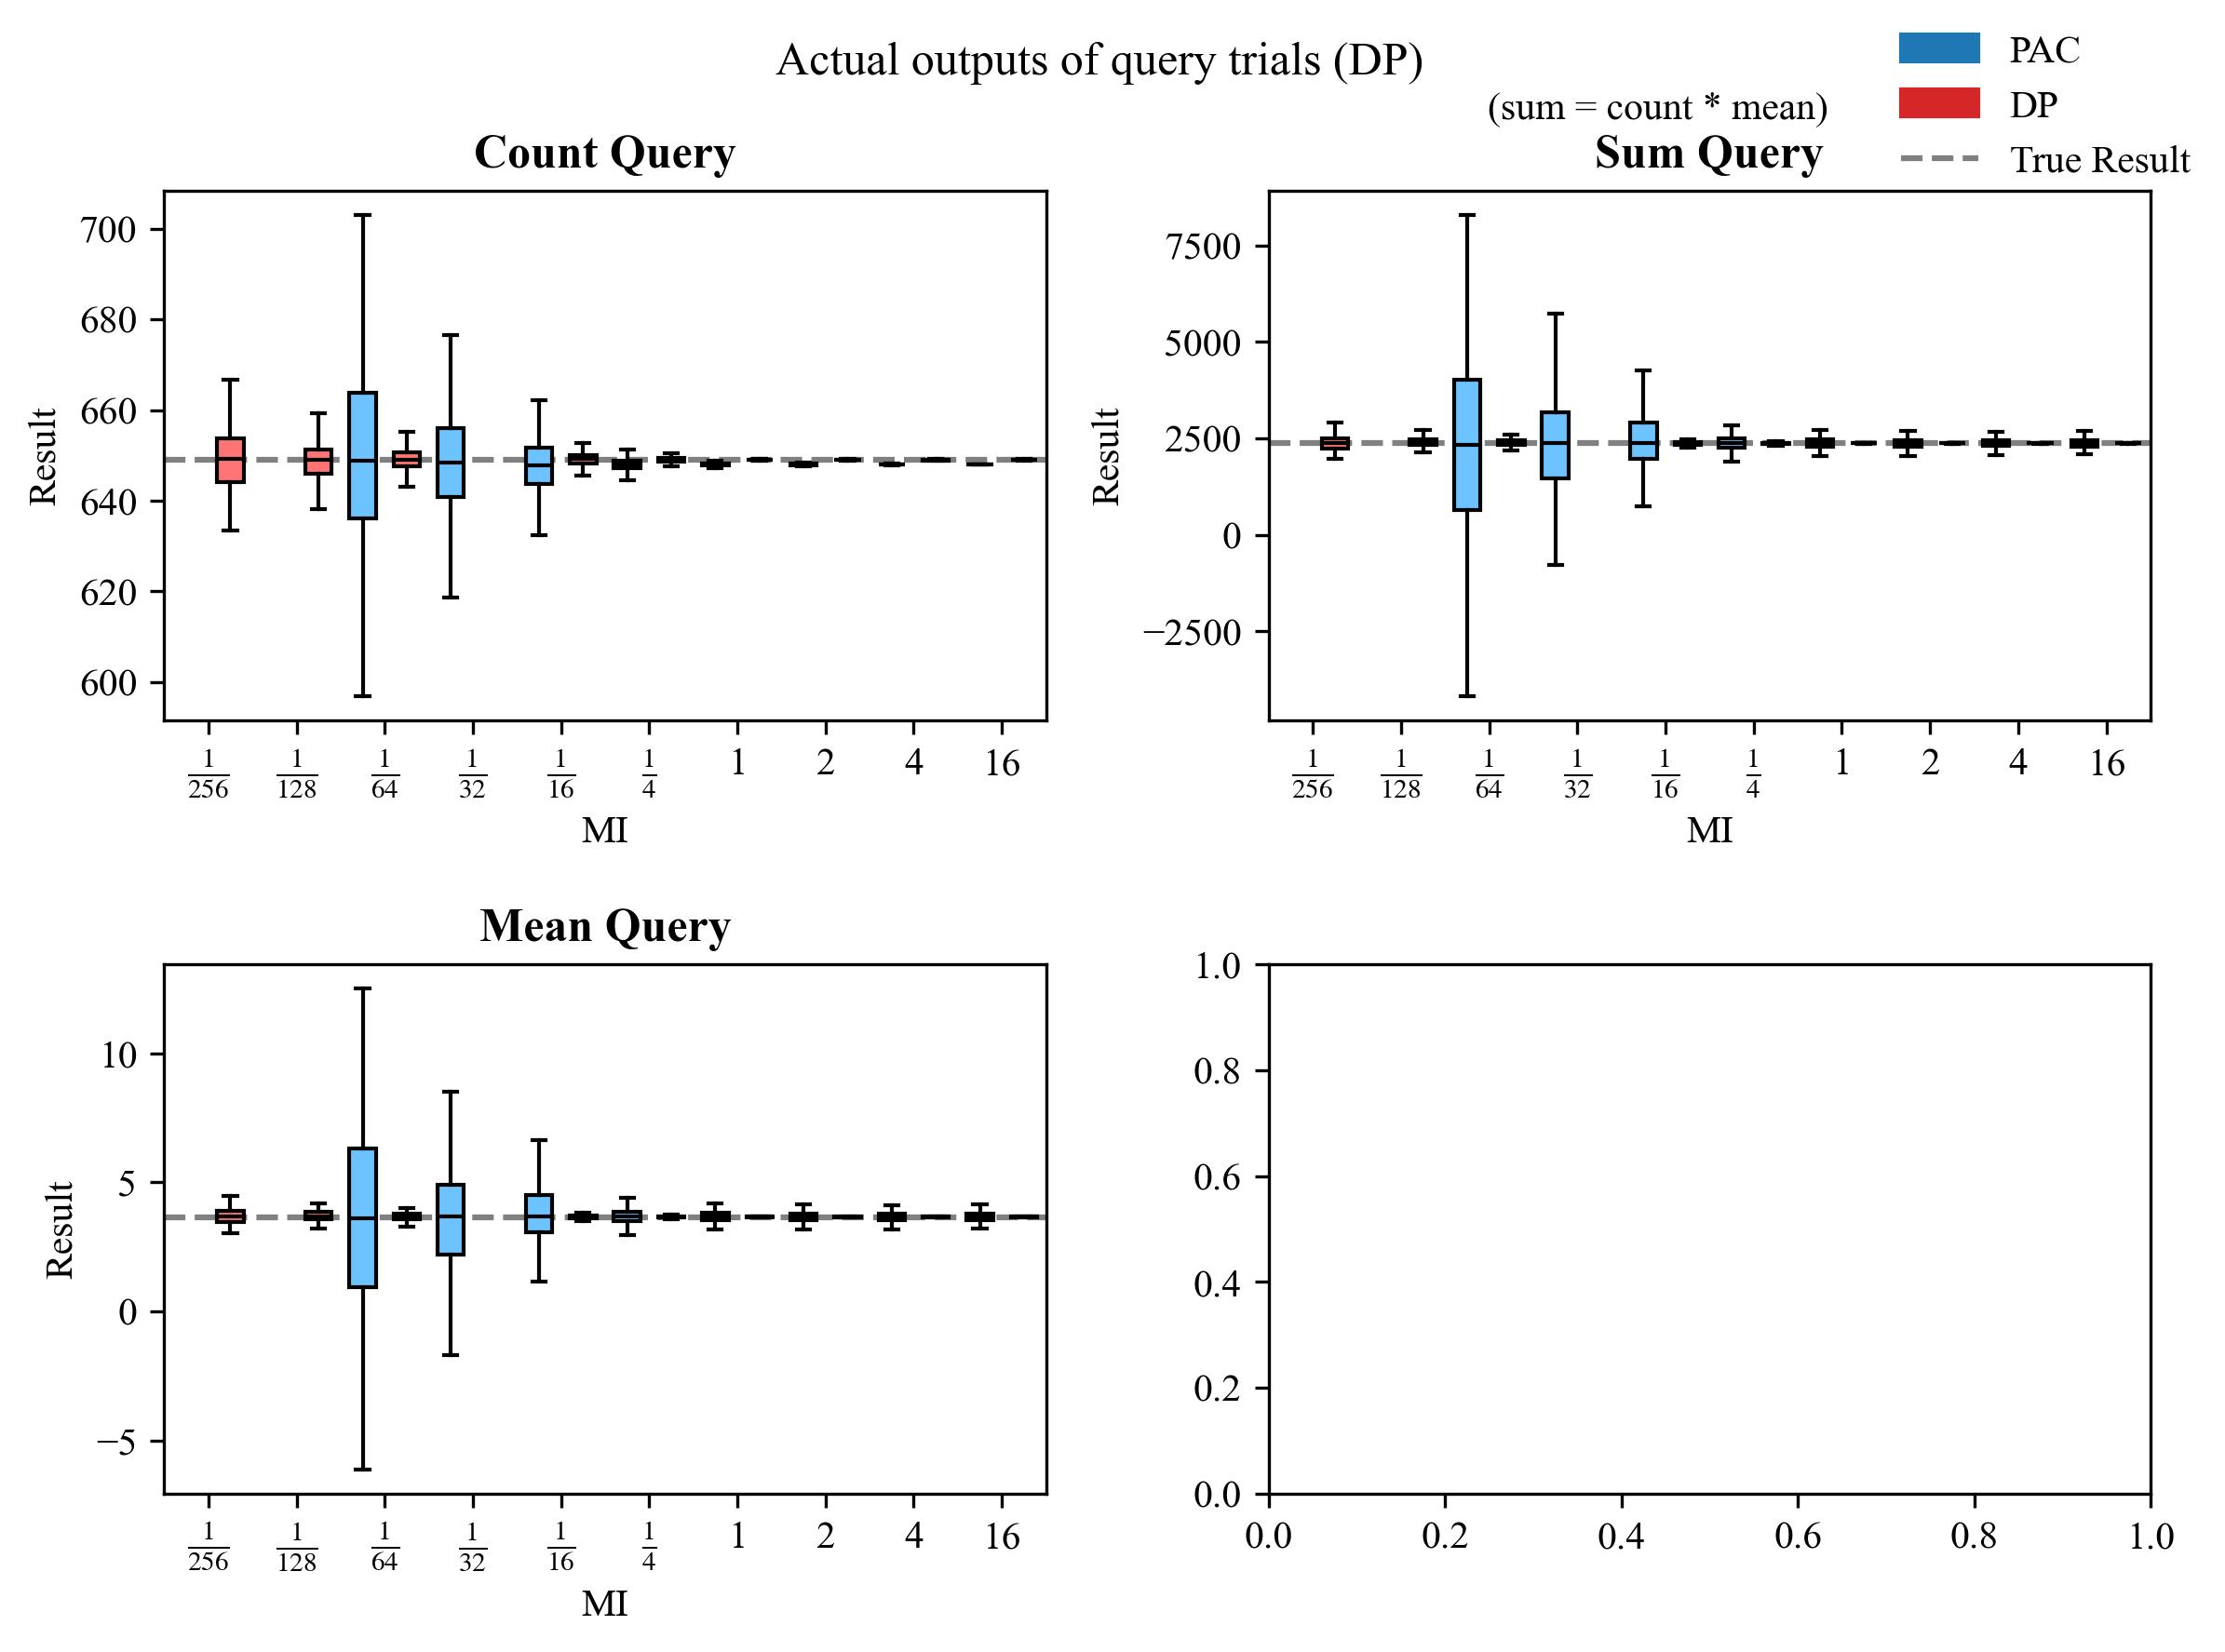 Actual outputs of query trials (DP)
PAC
DP
True Result
(sum = count * mean)
Count Query
Result
700
680
660
640
620
600
1/256 1/128 1/64 1/32 1/16 1/4 1 2 4 16
MI
Sum Query
Result
7500
5000
2500
0
−2500
1/256 1/128 1/64 1/32 1/16 1/4 1 2 4 16
MI
Mean Query
Result
10
5
0
−5
1/256 1/128 1/64 1/32 1/16 1/4 1 2 4 16
MI
1.0
0.8
0.6
0.4
0.2
0.0
0.0 0.2 0.4 0.6 0.8 1.0